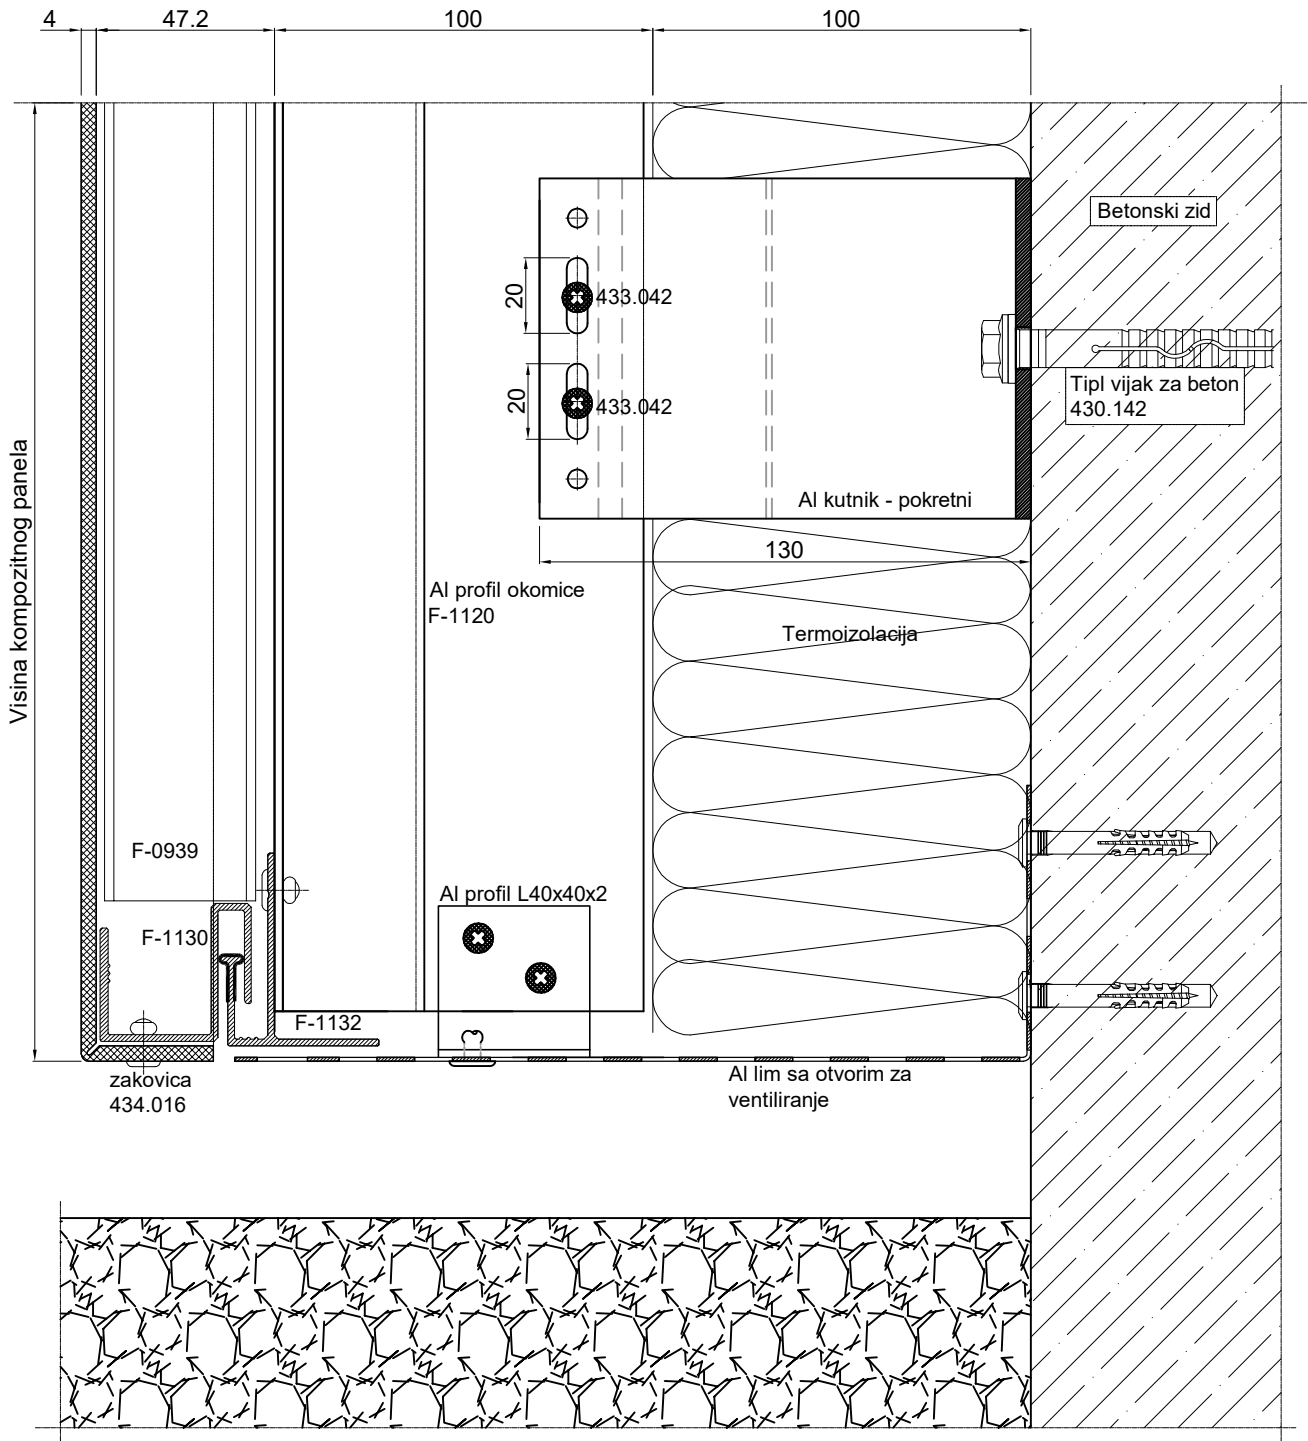 4
47.2
100
100
Betonski zid
20
433.042
20
433.042
Tipl vijak za beton
430.142
Visina kompozitnog panela
Al kutnik - pokretni
130
Al profil okomice
F-1120
Termoizolacija
F-0939
Al profil L40x40x2
F-1130
F-1132
zakovica
434.016
Al lim sa otvorim za
ventiliranje